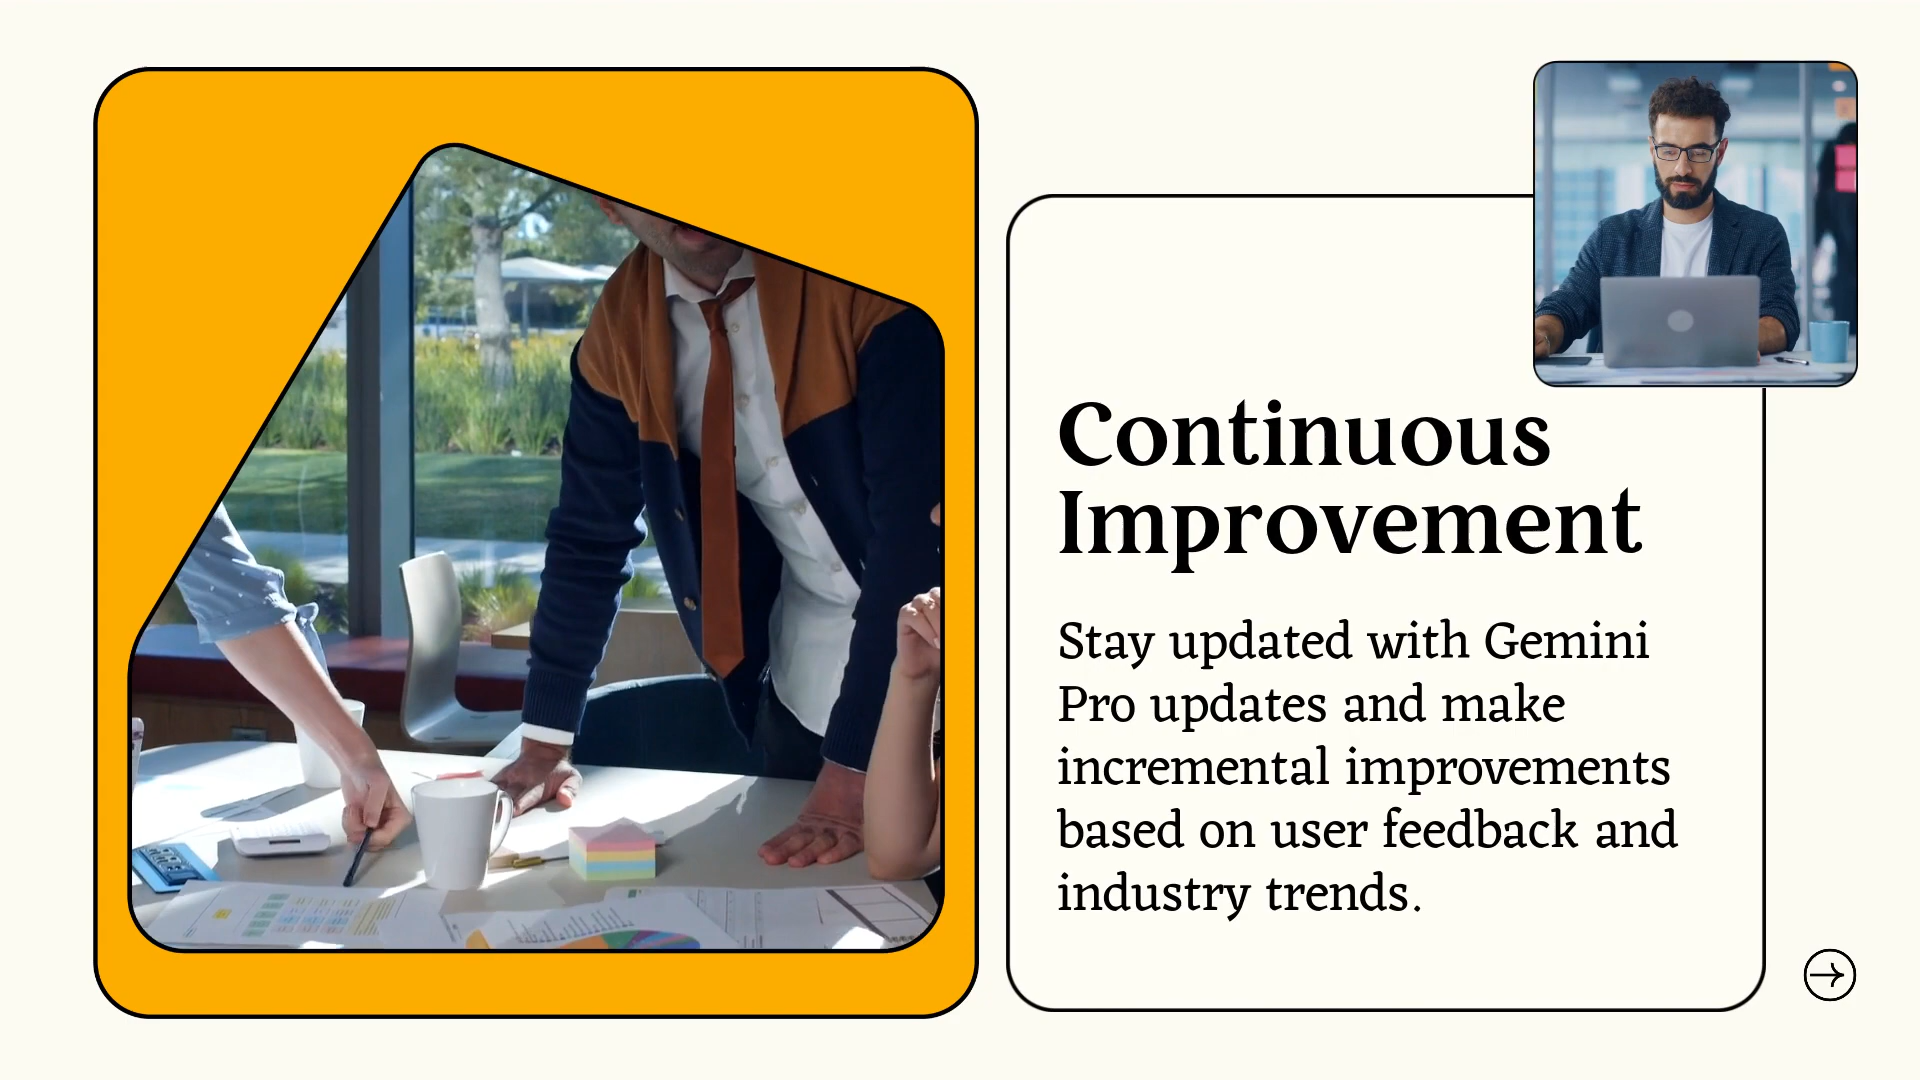 Continuous
Improvement
Stay updated with Gemini
Pro updates and make
incremental improvements
based on user feedback and
industry trends.